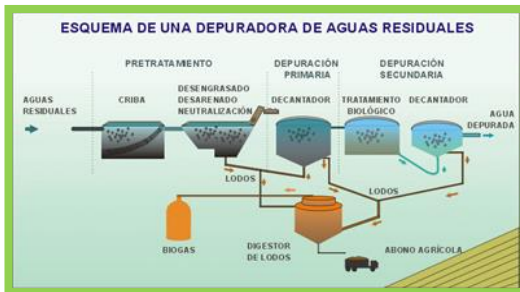 ESQUEMA DE UNA DEPURADORA DE AGUAS RESIDUALES
PRETRATAMIENTO
DEPURACIÓN
PRIMARIA
DEPURACIÓN
SECUNDARIA
AGUAS
RESIDUALES
CRIBA
DESENGRASADO
DESARENADO
NEUTRALIZACIÓN
DECANTADOR
TRATAMIENTO
BIOLÓGICO
DECANTADOR
AGUA
DEPURADA
LODOS
LODOS
BIOGAS
DIGESTOR
DE LODOS
ABONO AGRÍCOLA